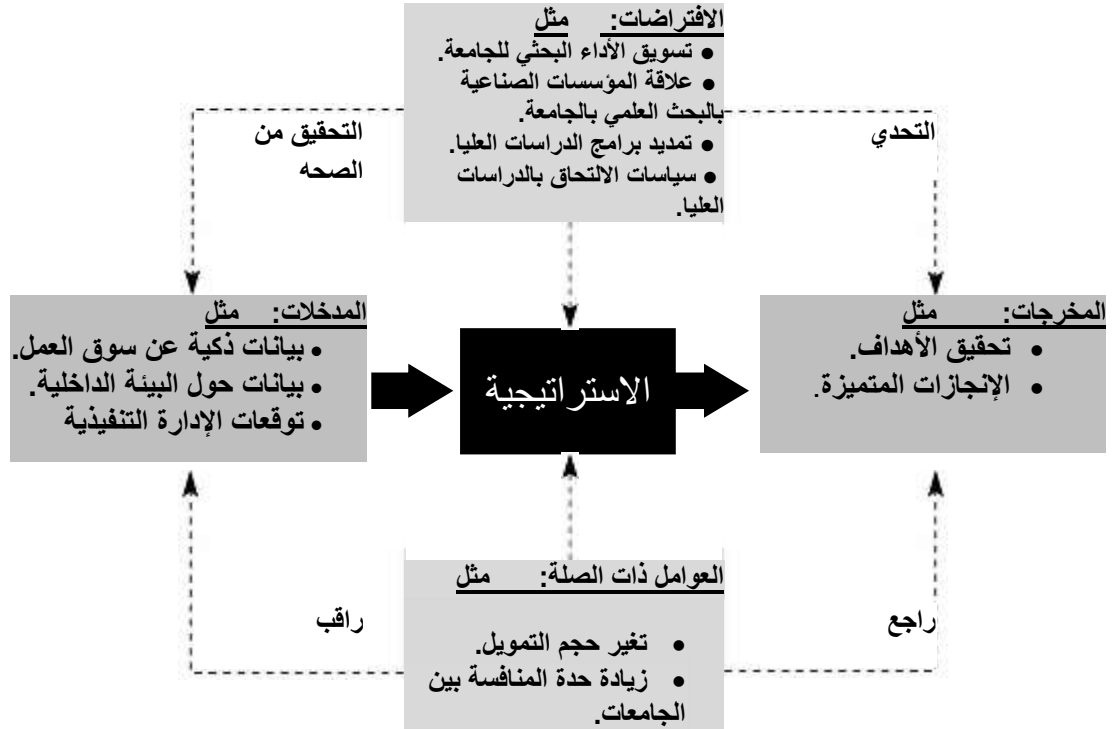 الافتراضات: مثل
● تسويق الأداء البحثي للجامعة.
● علاقة المؤسسات الصناعية
بالبحث العلمي بالجامعة.
● تمديد برامج الدراسات العليا.
● سياسات الالتحاق بالدراسات
العليا.
التحدي
التحقيق من
الصحه
المدخلات: مثل
● بيانات ذكية عن سوق العمل.
● بيانات حول البيئة الداخلية.
● توقعات الإدارة التنفيذية
الاستراتيجية
المخرجات: مثل
● تحقيق الأهداف.
● الإنجازات المتميزة.
العوامل ذات الصلة: مثل
● تغير حجم التمويل.
● زيادة حدة المنافسة بين
الجامعات.
راجع
راقب